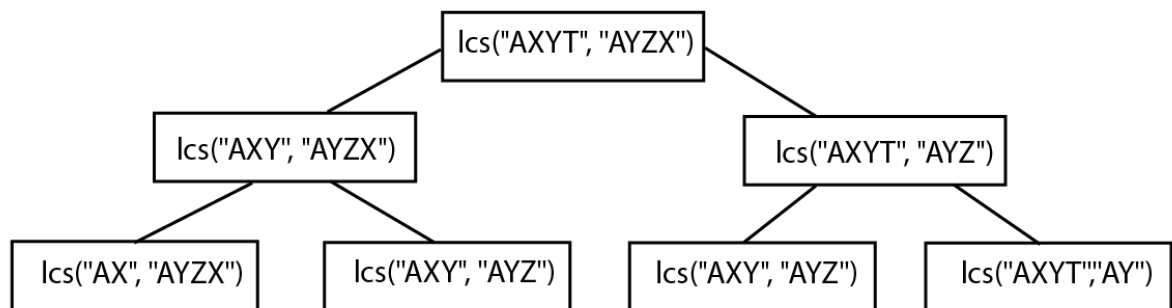 lcs("AXYT", "AYZX")
lcs("AXY", "AYZX")
lcs("AXYT", "AYZ")
lcs("AX", "AYZX")
lcs("AXY", "AYZ")
lcs("AXY", "AYZ")
lcs("AXYT","AY")